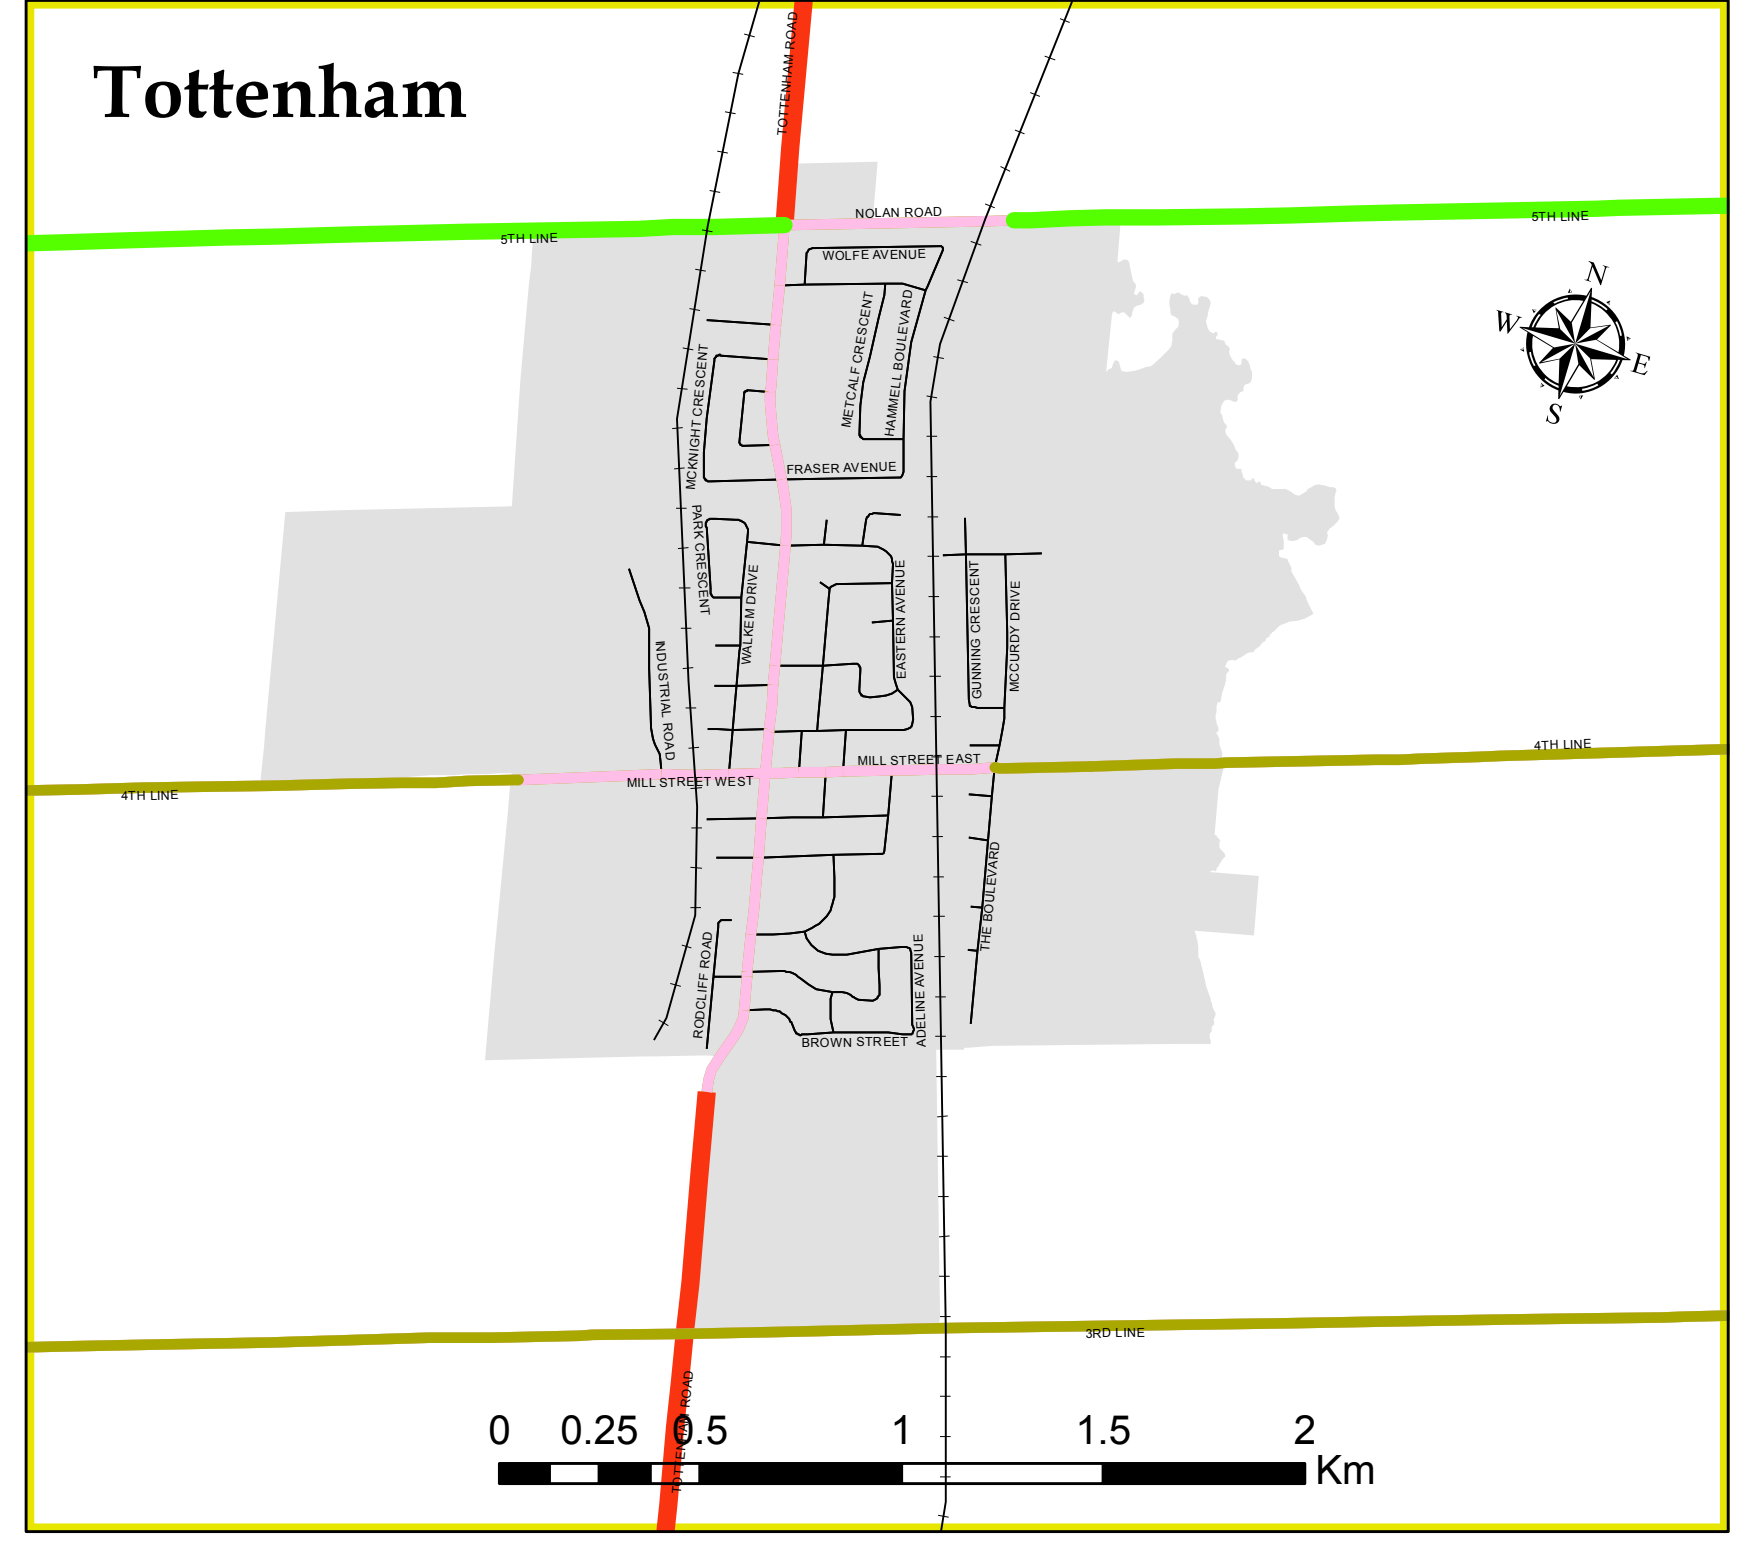 Tottenham
TOTTENHAM ROAD
NOLAN ROAD
5TH LINE
5TH LINE
WOLFE AVENUE
N
W
E
S
METCALF CRESCENT
HAMMELL BOULEVARD
MCKNIGHT CRESCENT
FRASER AVENUE
PARK CRESCENT
WALKEM DRIVE
EASTERN AVENUE
GUNNING CRESCENT
MCCURDY DRIVE
INDUSTRIAL ROAD
4TH LINE
MILL STREET EAST
MILL STREET WEST
4TH LINE
THE BOULEVARD
RODCLIFF ROAD
ADELINE AVENUE
BROWN STREET
3RD LINE
TOTTENHAM ROAD
0 0.25 0.5 1 1.5 2
Km